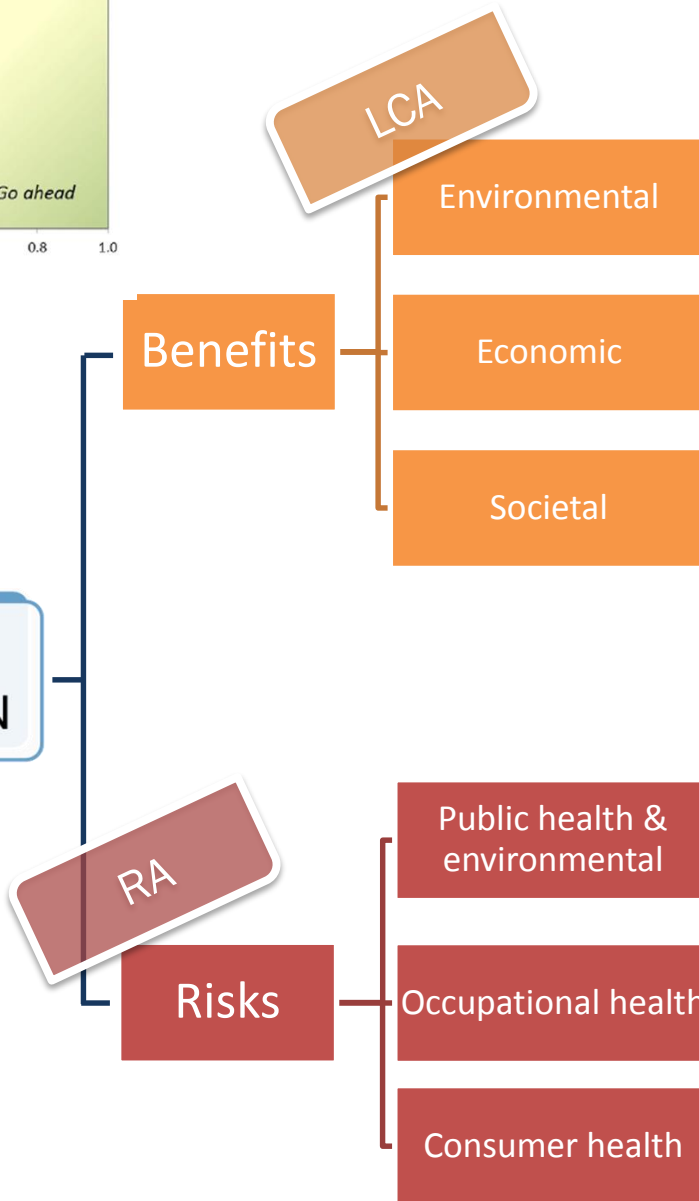 LCA
Go ahead
0.8 1.0
Environmental
Benefits
Economic
Societal
N
RA
Public health &
environmental
Risks
Occupational health
Consumer health